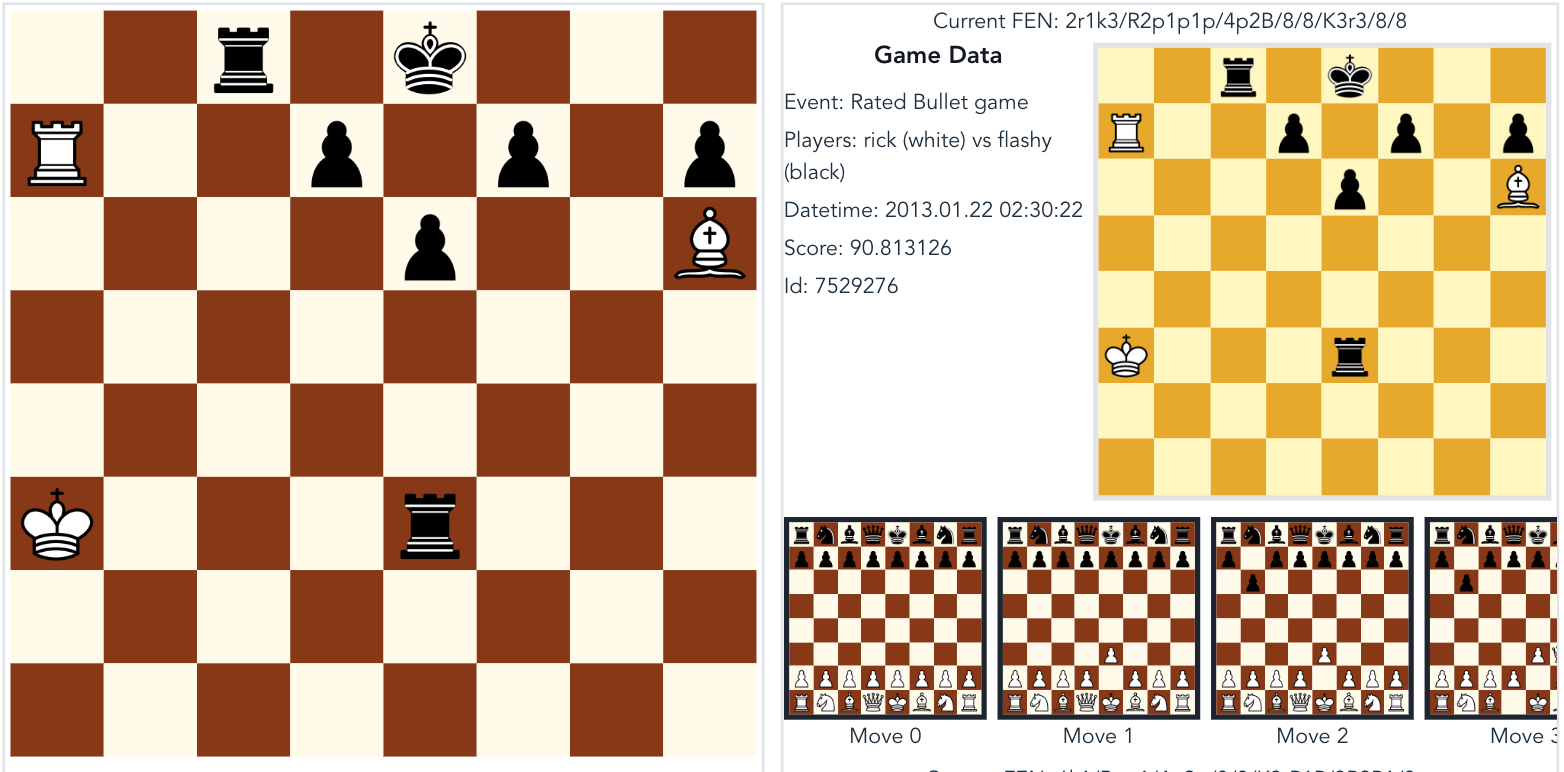 Current FEN: 2r1k3/R2p1p1p/4p2B/8/8/K3r3/8/8
Game Data
Event: Rated Bullet game
Players: rick (white) vs flashy
(black)
Datetime: 2013.01.22 02:30:22
Score: 90.813126
Id: 7529276
Move 0
Move 1
Move 2
Move 3